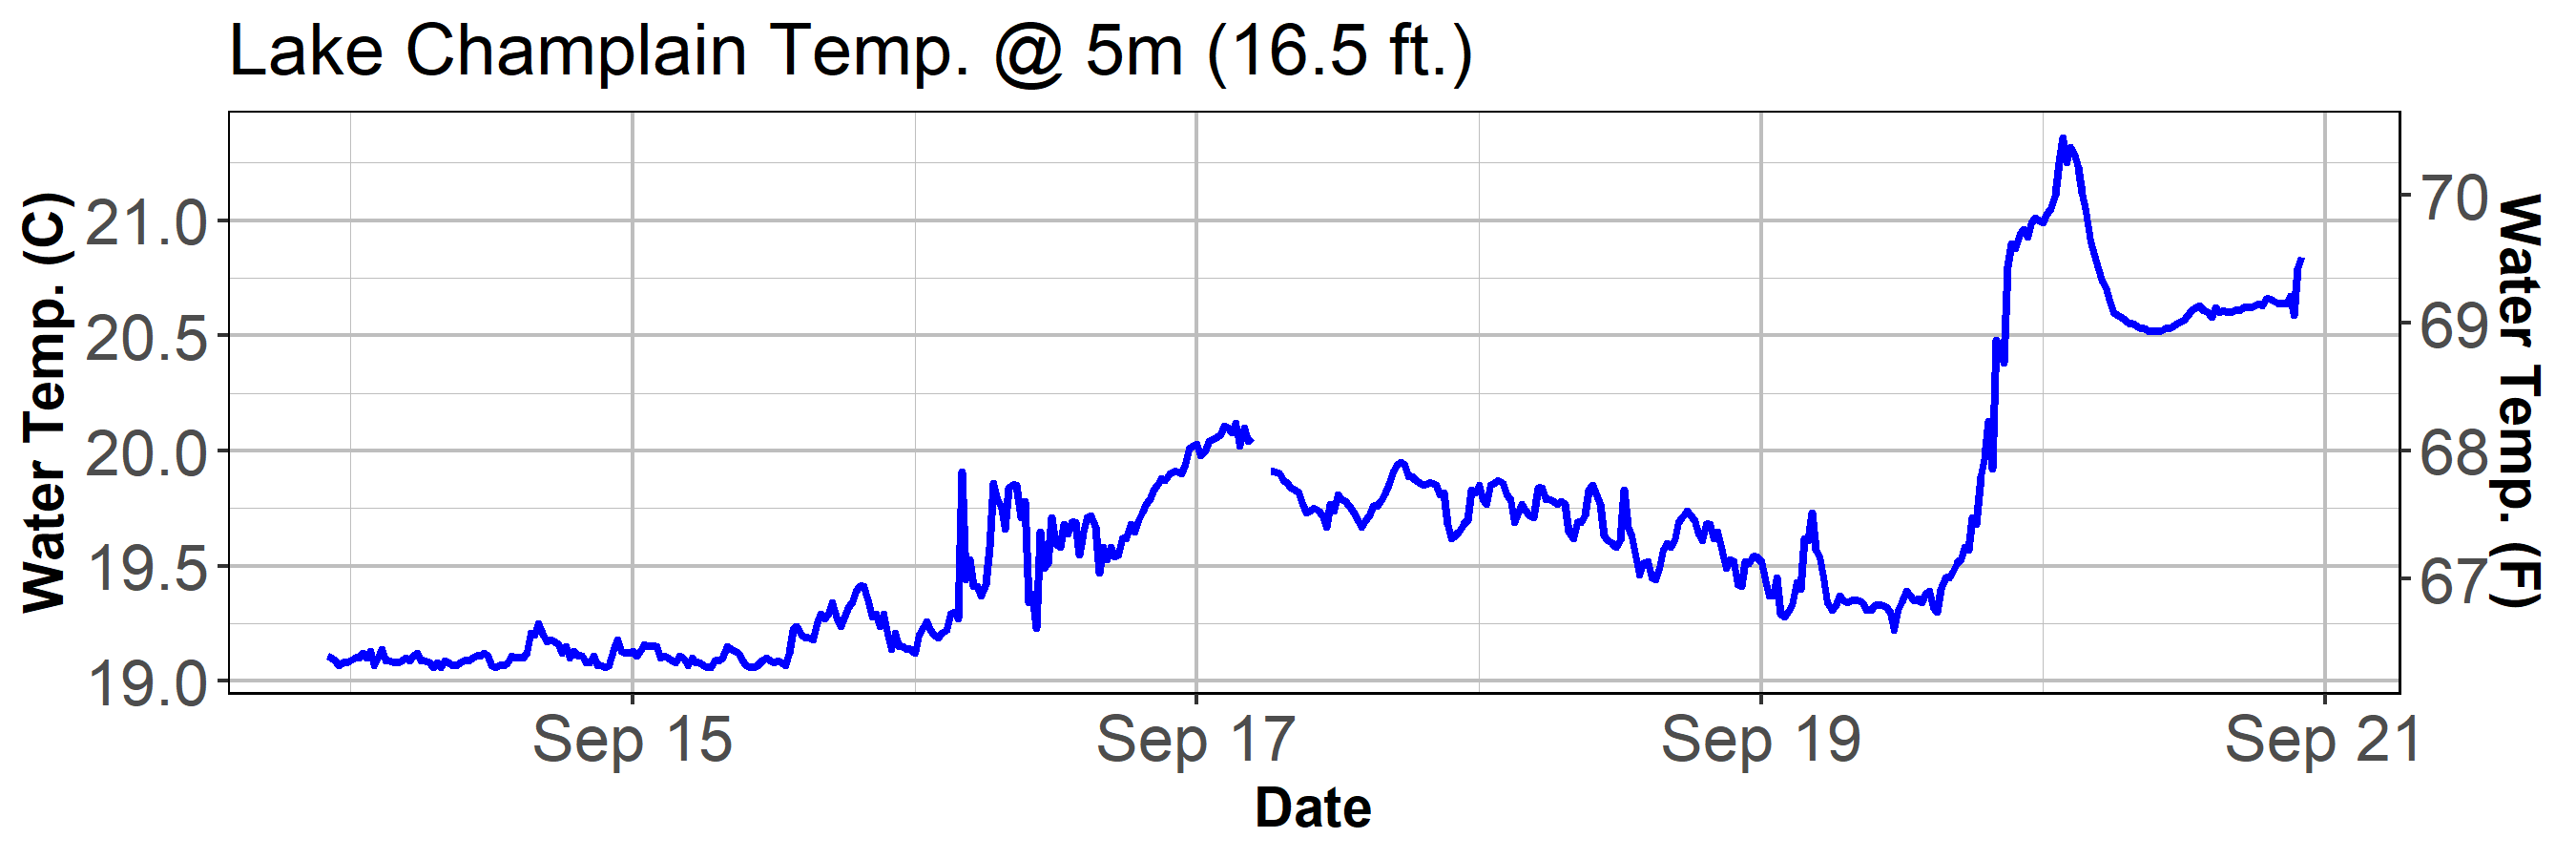 Lake Champlain Temp. @ 5m (16.5 ft.)
Water Temp. (C)
21.0
20.5
20.0
19.5
19.0
70
69
68
67
Water Temp. (F)
Sep 15 Sep 17 Sep 19 Sep 21
Date